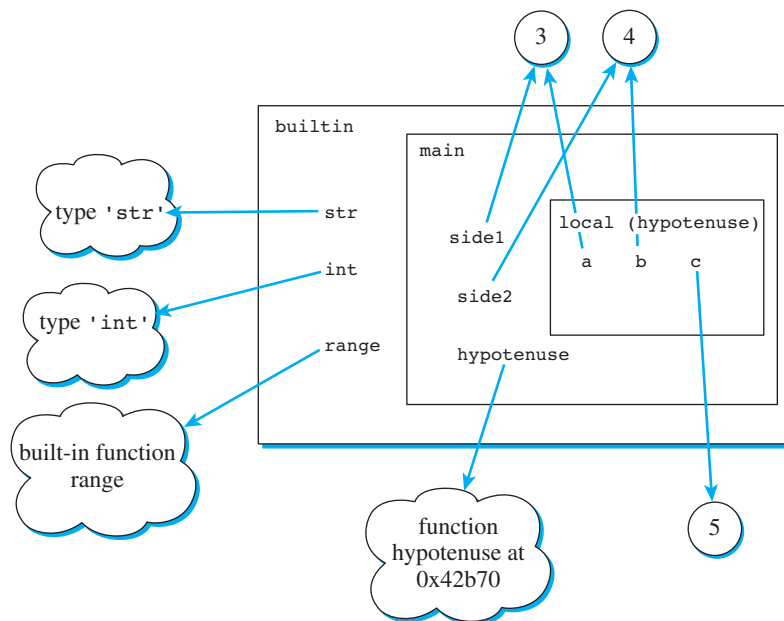 3
4
builtin
main
type 'str'
str
local (hypotenuse)
side1
a b c
int
side2
type 'int'
range
hypotenuse
built-in function
range
function
hypotenuse at
0x42b70
5